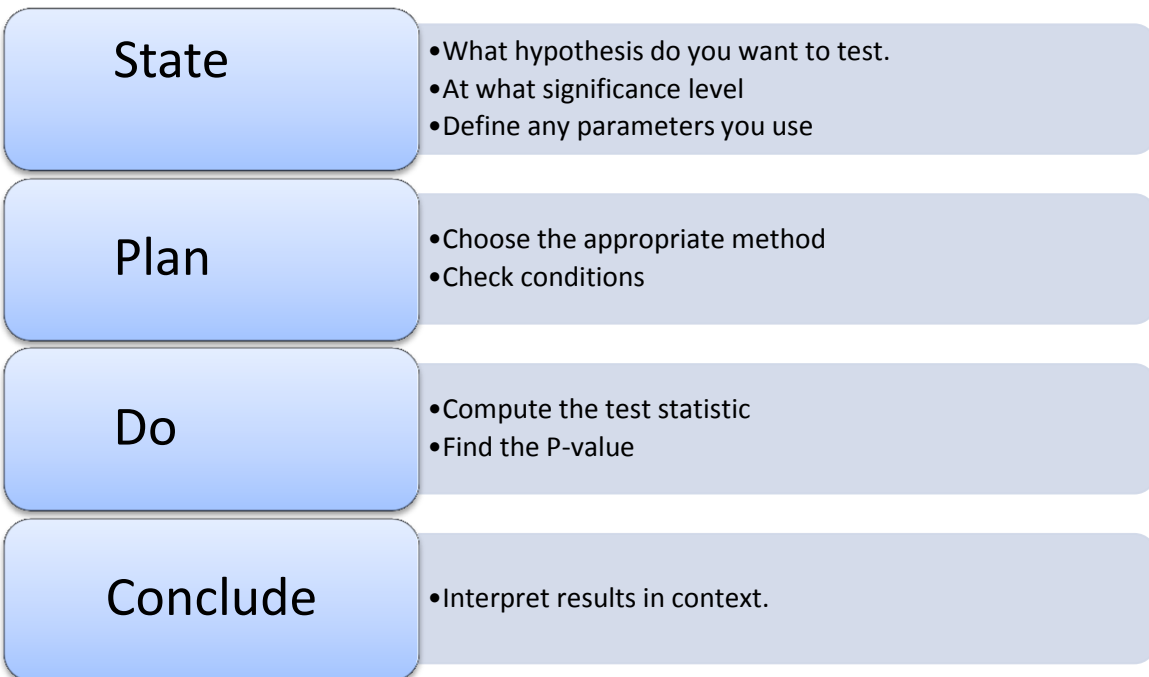 State
•What hypothesis do you want to test.
•At what significance level
•Define any parameters you use
Plan
•Choose the appropriate method
•Check conditions
Do
•Compute the test statistic
•Find the P-value
Conclude
•Interpret results in context.